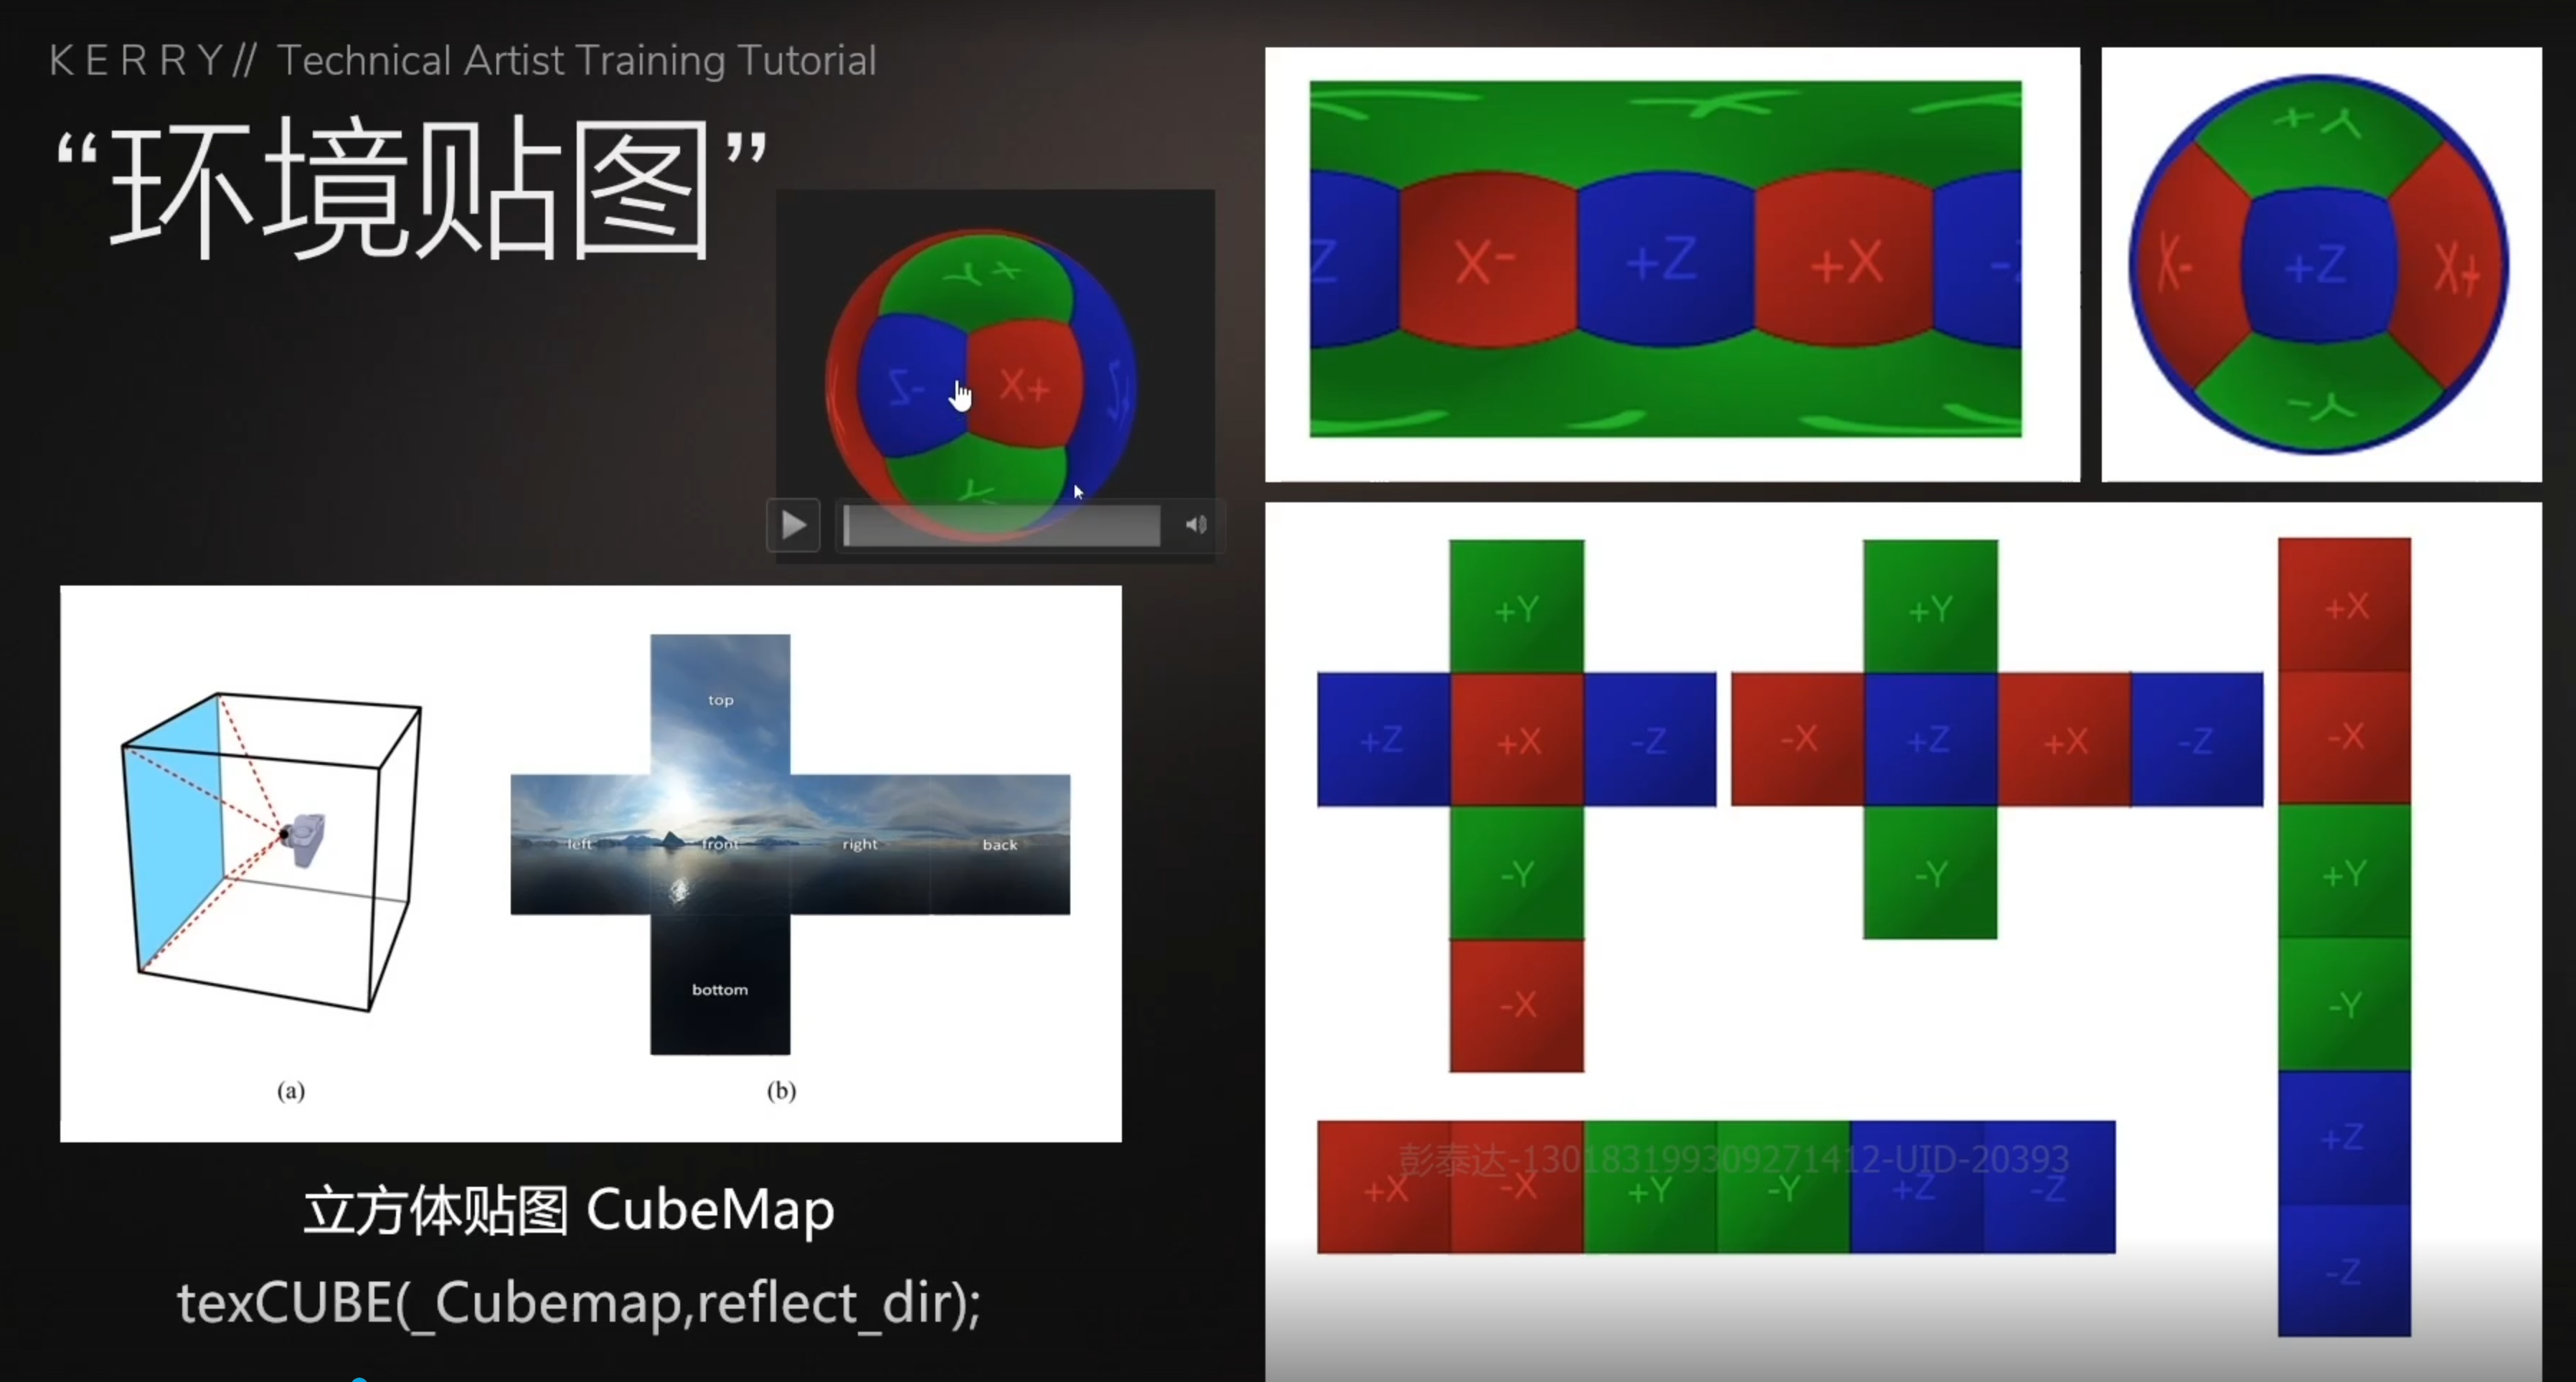 KERRY// Technical Artist Training Tutorial
“环境贴图”
Y+
Z- X+
Y-
Z X- +Z +X -Z
+Y
X- +Z X+
-Y
top
left front right back
bottom
(a) (b)
立方体贴图 CubeMap
texCUBE(_Cubemap,reflect_dir);
+Y
+Z +X -Z
-Y
-X
+Y
-X +Z +X -Z
-Y
+X
-X
+Y
-Y
+Z
-Z
彭泰达-130183199309271412-UID-20393
+X -X +Y -Y +Z -Z